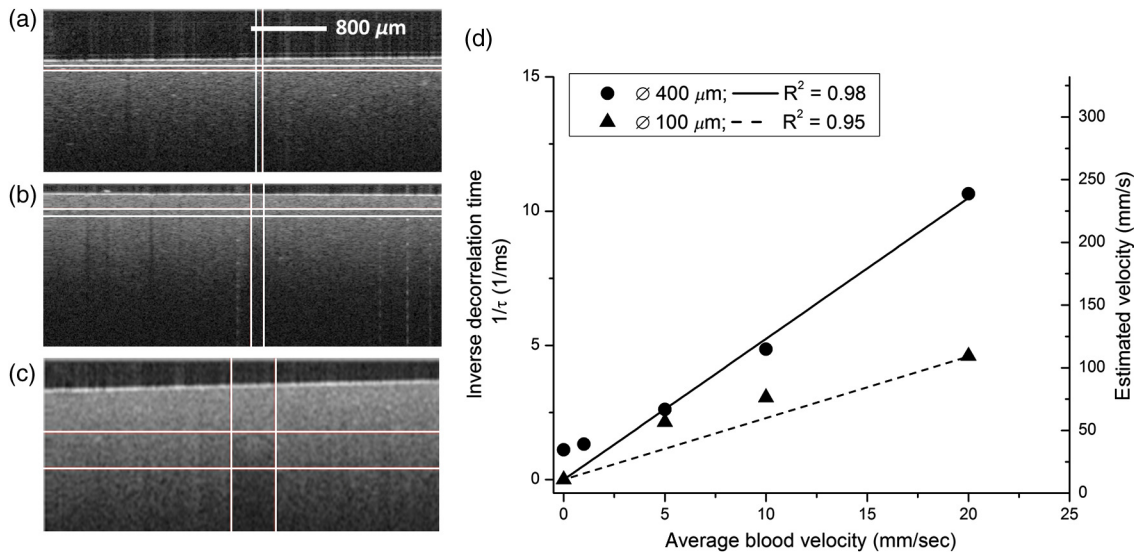 (a)
800 μm
(b)
(c)
(d)
∅ 400 μm; R² = 0.98
∅ 100 μm; R² = 0.95
Inverse decorrelation time
1/τ (1/ms)
15
10
5
0
300
250
200
150
100
50
0
Estimated velocity (mm/s)
0 5 10 15 20 25
Average blood velocity (mm/sec)